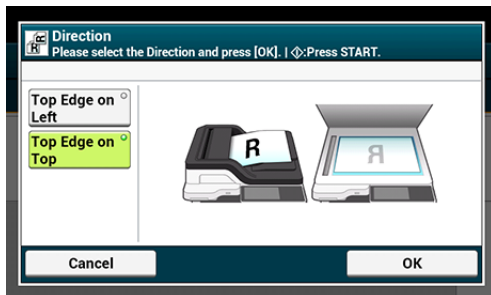 Direction
Please select the Direction and press [OK]. | :Press START.
Top Edge on
Left
Top Edge on
Top
R
R
Cancel
OK